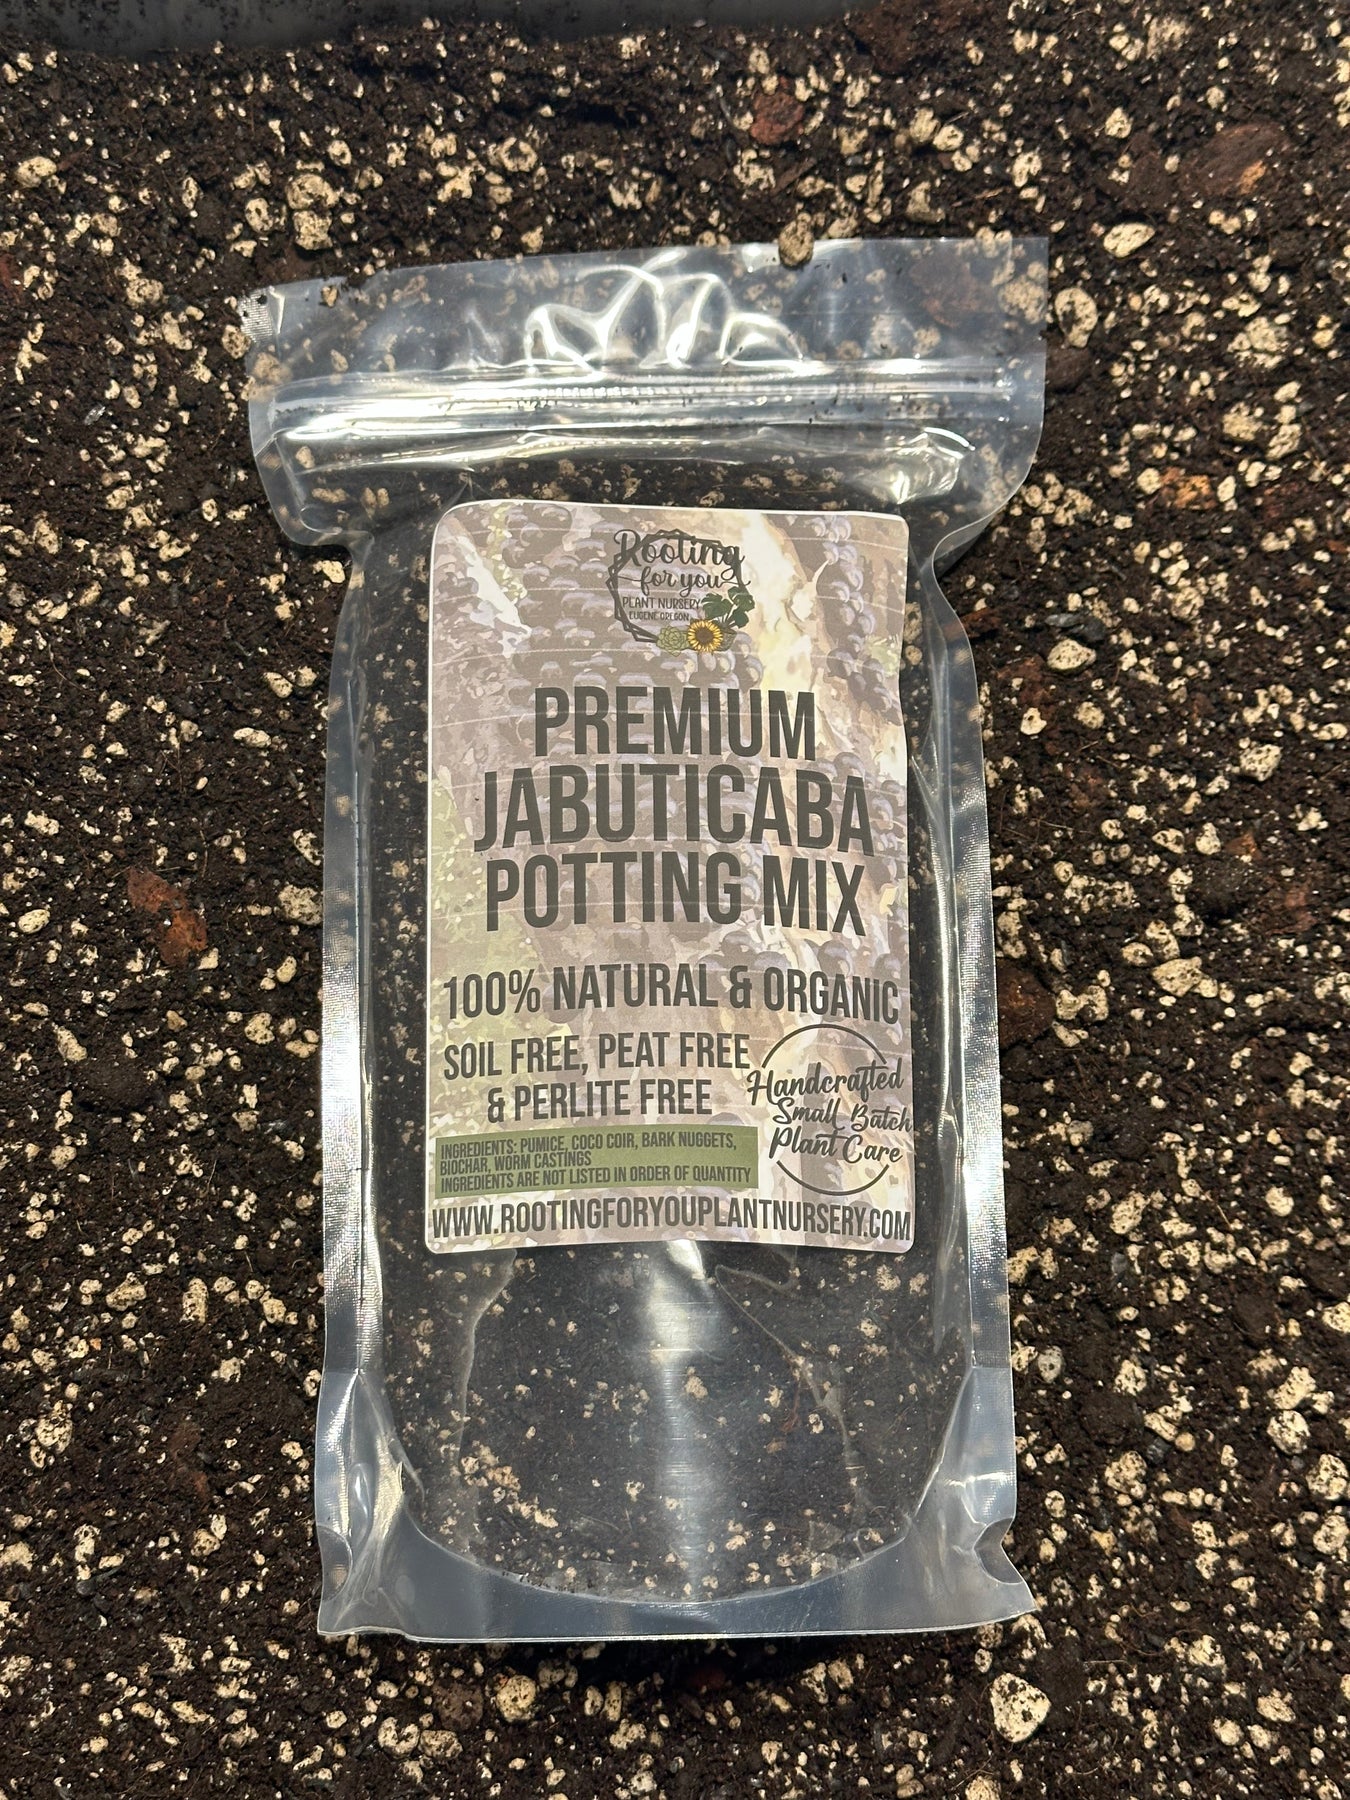 Rooting
for you
PLANT NURSERY
EUGENE OREGON
PREMIUM
JABUTICABA
POTTING MIX
100% NATURAL & ORGANIC
SOIL FREE, PEAT FREE
& PERLITE FREE
Handcrafted
Small Batch
Plant Care
INGREDIENTS: PUMICE, COCO COIR, BARK NUGGETS,
BIOCHAR, WORM CASTINGS
INGREDIENTS ARE NOT LISTED IN ORDER OF QUANTITY
WWW.ROOTINGFORYOUPLANTNURSERY.COM